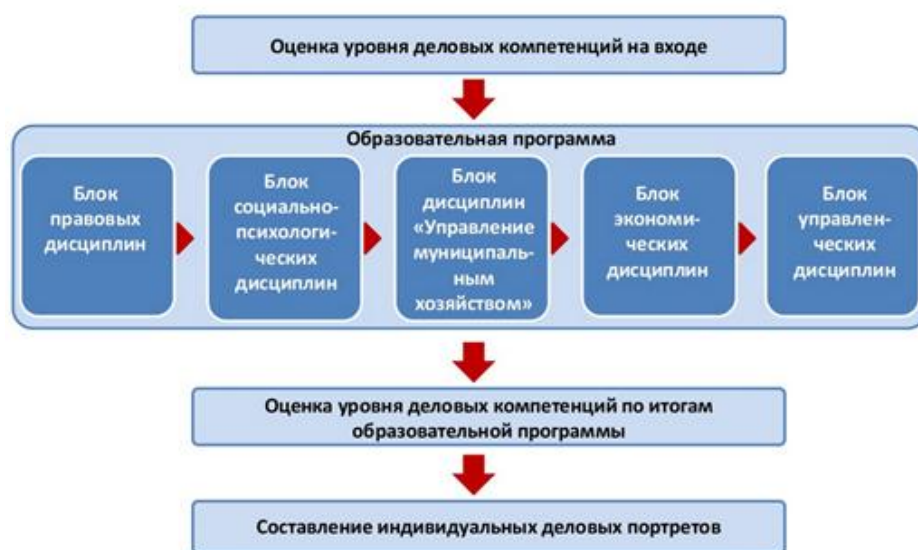 Оценка уровня деловых компетенций на входе
Образовательная программа
Блок
правовых
дисциплин
Блок
социально-
психологи-
ческих
дисциплин
Блок
дисциплин
«Управление
муниципаль-
ным
хозяйством»
Блок
экономи-
ческих
дисциплин
Блок
управлен-
ческих
дисциплин
Оценка уровня деловых компетенций по итогам
образовательной программы
Составление индивидуальных деловых портретов